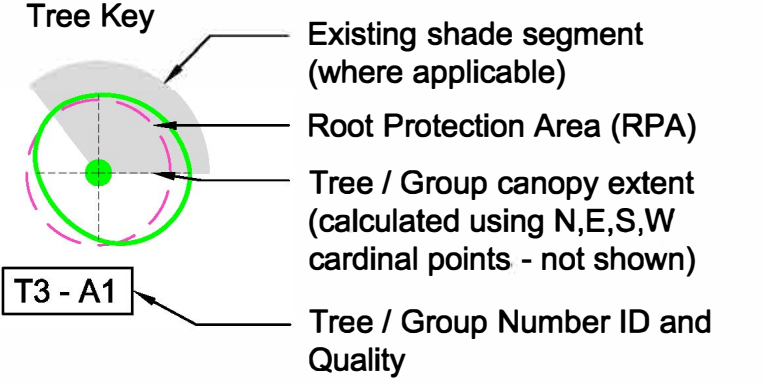 Tree Key
Existing shade segment
(where applicable)
Root Protection Area (RPA)
Tree / Group canopy extent
(calculated using N,E,S,W
cardinal points - not shown)
T3 - A1
Tree / Group Number ID and
Quality